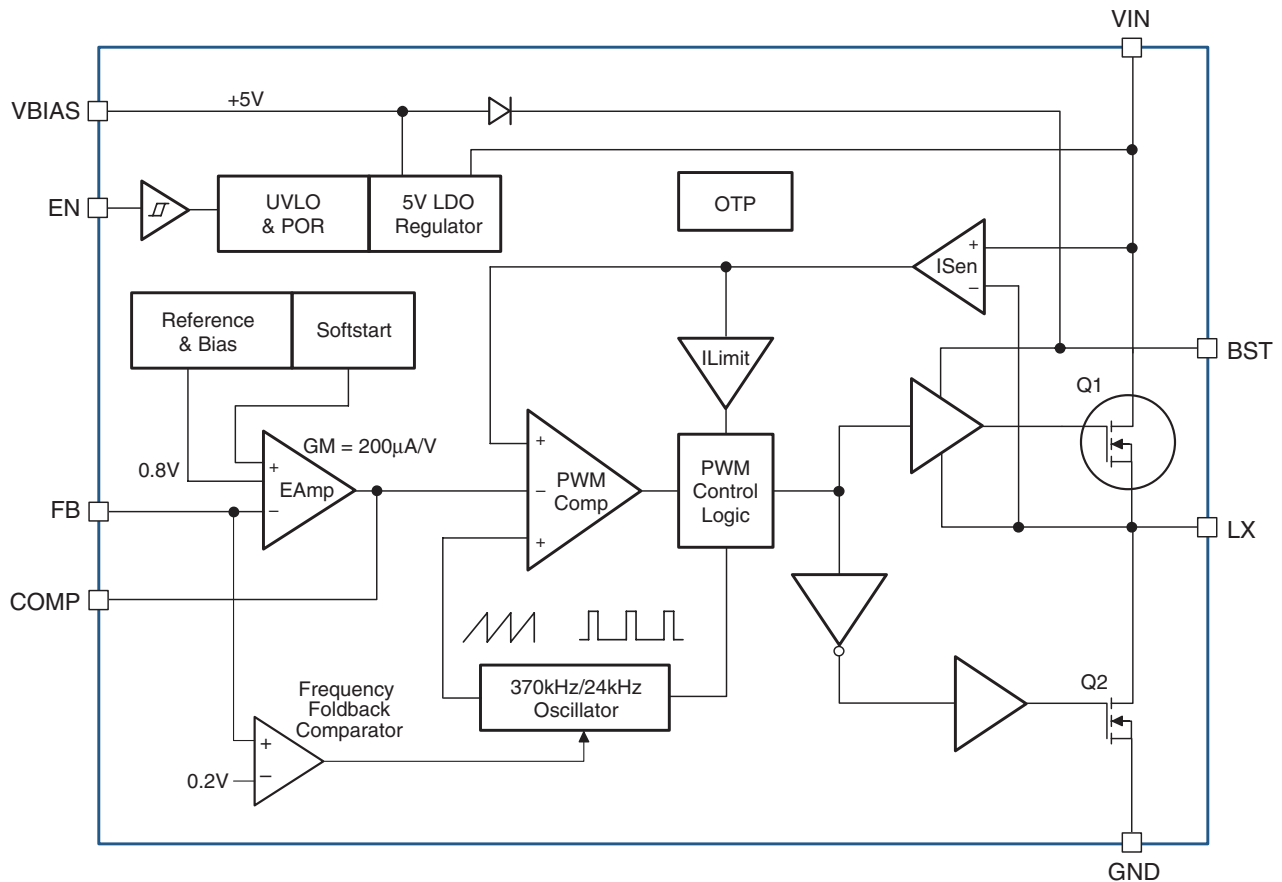 VIN
VBIAS
+5V
EN
UVLO
& POR
5V LDO
Regulator
OTP
+
ISen
−
Reference
& Bias
Softstart
ILimit
BST
Q1
GM = 200µA/V
0.8V
+
EAmp
−
+
PWM
Comp
−
+
PWM
Control
Logic
FB
LX
COMP
370kHz/24kHz
Oscillator
Frequency
Foldback
Comparator
+
0.2V
−
Q2
GND